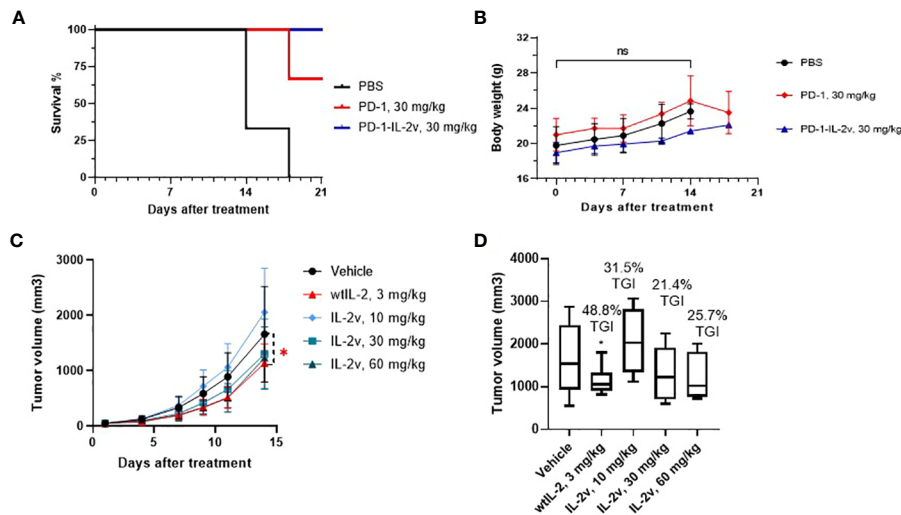 A
Survival %
100
75
50
25
0
0 7 14 21
Days after treatment
PBS
PD-1, 30 mg/kg
PD-1-IL-2v, 30 mg/kg
B
Body weight (g)
32
28
24
20
16
ns
0 7 14 21
Days after treatment
PBS
PD-1, 30 mg/kg
PD-1-IL-2v, 30 mg/kg
C
Tumor volume (mm3)
3000
2000
1000
0
0 5 10 15
Days after treatment
*
Vehicle
wtIL-2, 3 mg/kg
IL-2v, 10 mg/kg
IL-2v, 30 mg/kg
IL-2v, 60 mg/kg
D
Tumor volume (mm3)
4000
3000
2000
1000
0
48.8%
TGI
*
31.5%
TGI
21.4%
TGI
25.7%
TGI
Vehicle
wtIL-2, 3 mg/kg
IL-2v, 10 mg/kg
IL-2v, 30 mg/kg
IL-2v, 60 mg/kg